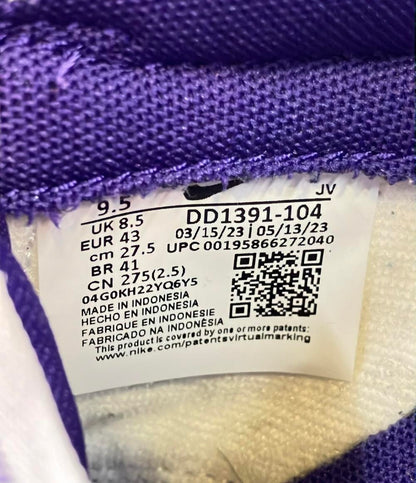 9.5 JV
UK 8.5 DD1391-104
EUR 43 03/15/23 | 05/13/23
cm 27.5 UPC 00195866272040
BR 41
CN 275(2.5)
04G0KH22YQ6Y5
MADE IN INDONESIA
HECHO EN INDONESIA
FABRIQUE EN INDONESIE
FABRICADO NA INDONÉSIA
This product is covered by one or more patents:
www.nike.com/patentsvirtualmarking